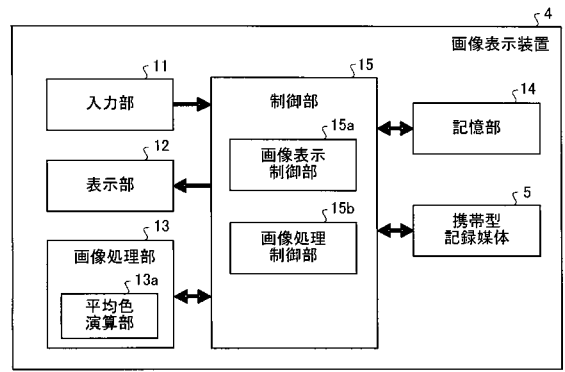 4
画像表示装置
11
入力部
12
表示部
13
画像処理部
13a
平均色
演算部
15
制御部
15a
画像表示
制御部
15b
画像処理
制御部
14
記憶部
5
携帯型
記録媒体